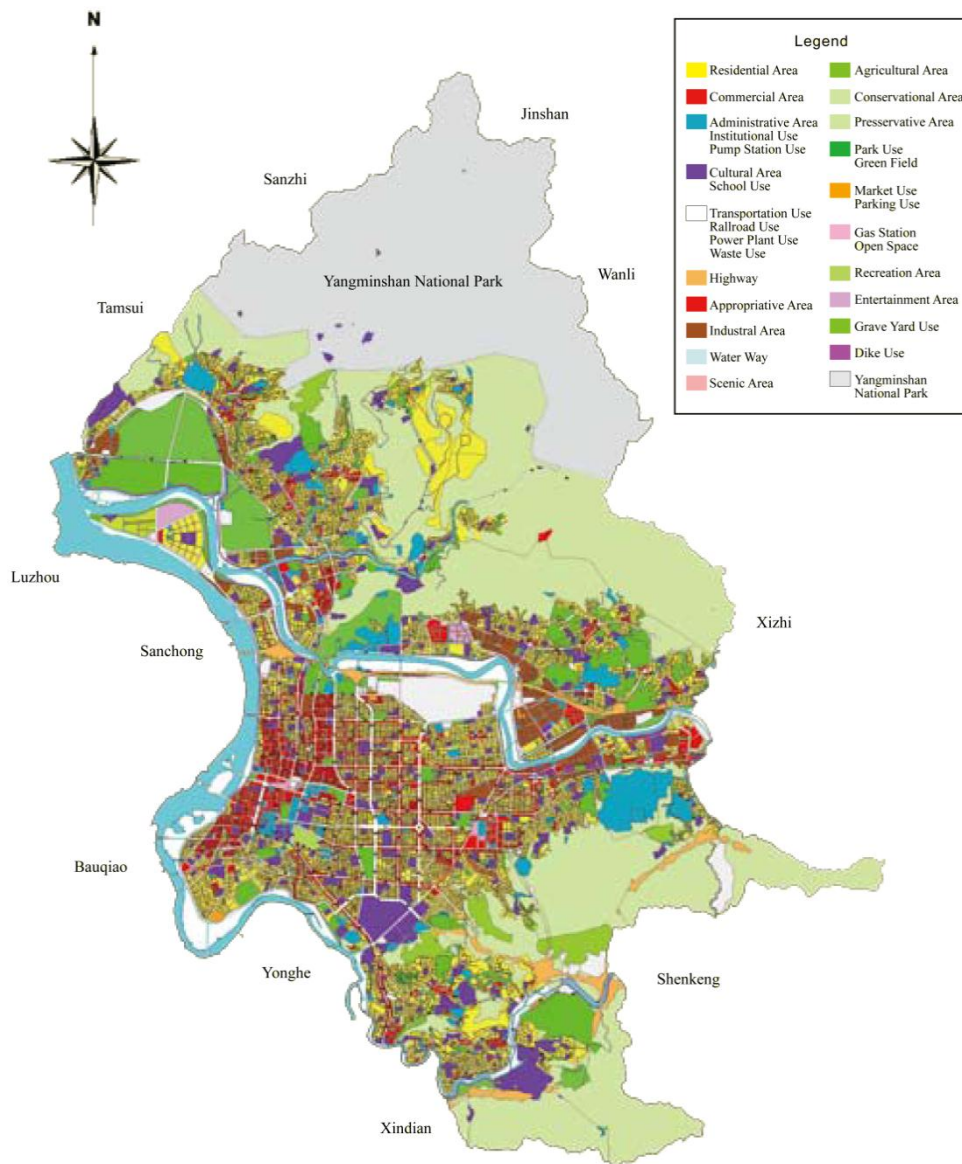 N
Legend
Residential Area
Commercial Area
Administrative Area
Institutional Use
Pump Station Use
Cultural Area
School Use
Transportation Use
Rallroad Use
Power Plant Use
Waste Use
Highway
Appropriative Area
Industral Area
Water Way
Scenic Area
Agricultural Area
Conservational Area
Presservative Area
Park Use
Green Field
Market Use
Parking Use
Gas Station
Open Space
Recreation Area
Entertainment Area
Grave Yard Use
Dike Use
Yangminshan
National Park
Jinshan
Sanzhi
Yangminshan National Park
Wanli
Tamsui
Luzhou
Sanchong
Xizhi
Bauqiao
Yonghe
Shenkeng
Xindian